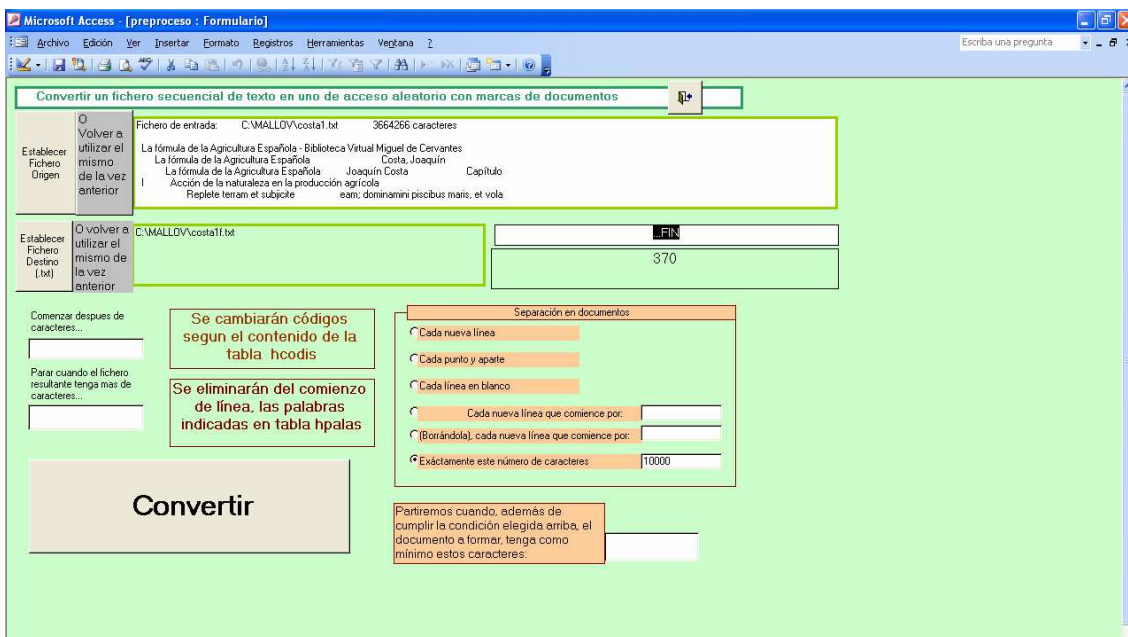 Microsoft Access - [preproceso : Formulario]
Archivo Edición Ver Insertar Formato Registros Herramientas Ventana ?
Escriba una pregunta
Convertir un fichero secuencial de texto en uno de acceso aleatorio con marcas de documentos
Establecer
Fichero
Origen
O
Volver a
utilizar el
mismo
de la vez
anterior
Fichero de entrada: C:\MALLOV\costa1.txt 3664266 caracteres
La fórmula de la Agricultura Española - Biblioteca Virtual Miguel de Cervantes
La fórmula de la Agricultura Española Costa, Joaquín
La fórmula de la Agricultura Española Joaquín Costa Capítulo
I Acción de la naturaleza en la producción agrícola
Replete terram et subjicite eam; dominamini piscibus maris, et vola
Establecer
Fichero
Destino
(.txt)
O volver a
utilizar el
mismo de
la vez
anterior
C:\MALLOV\costa1f.txt
...FIN
370
Comenzar despues de
caracteres...
Parar cuando el fichero
resultante tenga mas de
caracteres...
Se cambiarán códigos
segun el contenido de la
tabla hcodis
Se eliminarán del comienzo
de línea, las palabras
indicadas en tabla hpalas
Separación en documentos
Cada nueva línea
Cada punto y aparte
Cada línea en blanco
Cada nueva línea que comience por:
(Borrándola), cada nueva línea que comience por:
Exáctamente este número de caracteres 10000
Convertir
Partiremos cuando, además de
cumplir la condición elegida arriba, el
documento a formar, tenga como
mínimo estos caracteres: